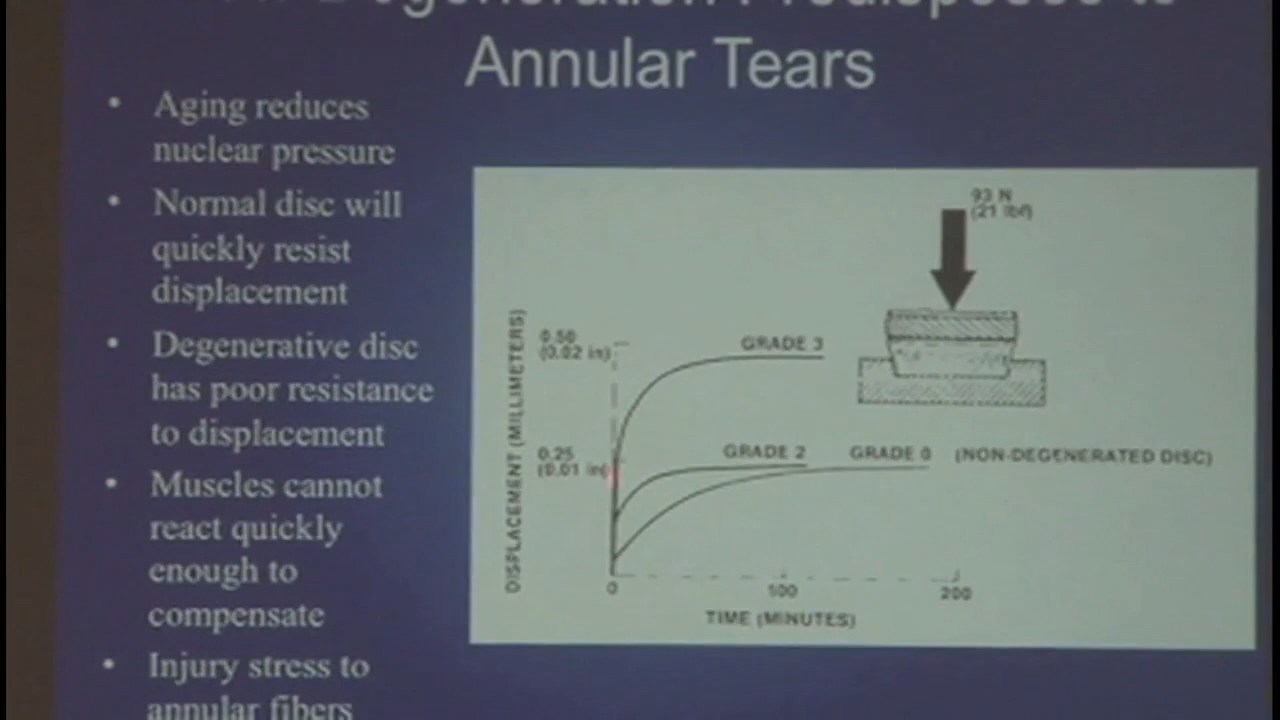 Degeneration Predisposes to
Annular Tears
• Aging reduces
nuclear pressure
• Normal disc will
quickly resist
displacement
• Degenerative disc
has poor resistance
to displacement
• Muscles cannot
react quickly
enough to
compensate
• Injury stress to
annular fibers
93 N
(21 lbf)
DISPLACEMENT (MILLIMETERS)
0.50
(0.02 in)
GRADE 3
0.25
(0.01 in)
GRADE 2
GRADE 0 (NON-DEGENERATED DISC)
0
100
200
TIME (MINUTES)